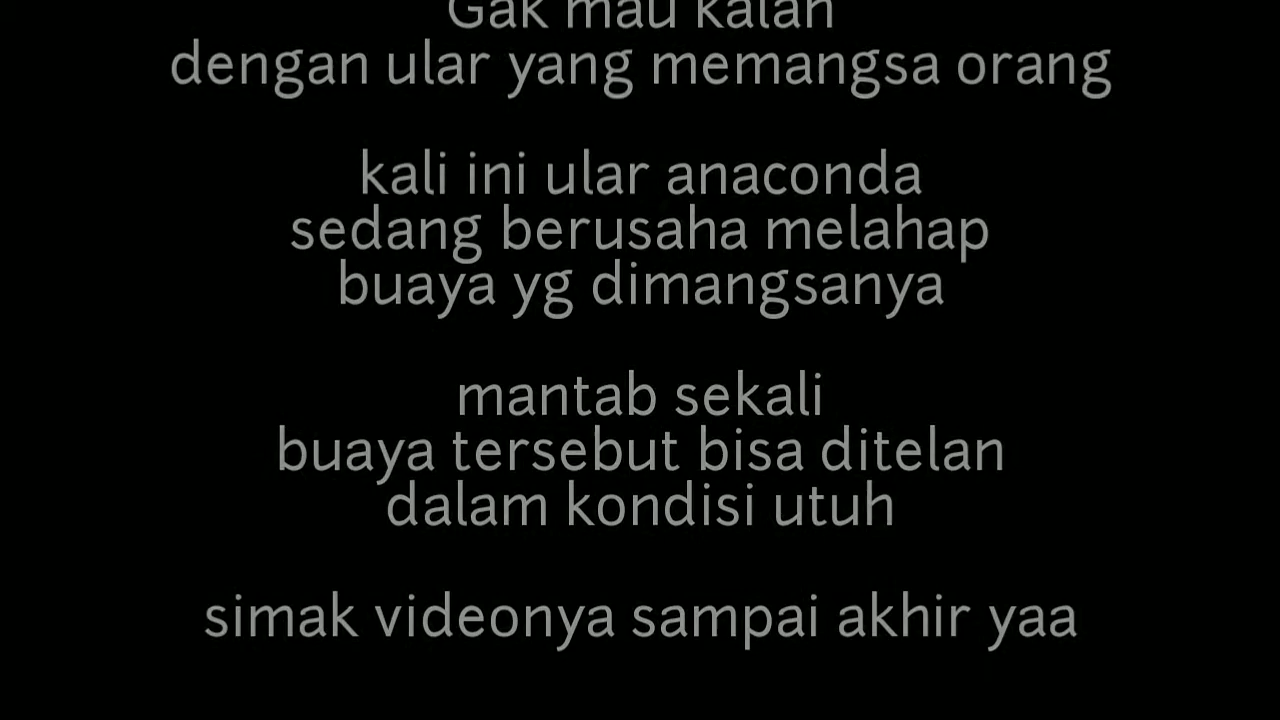 Gak mau kalah
dengan ular yang memangsa orang
kali ini ular anaconda
sedang berusaha melahap
buaya yg dimangsanya
mantab sekali
buaya tersebut bisa ditelan
dalam kondisi utuh
simak videonya sampai akhir yaa